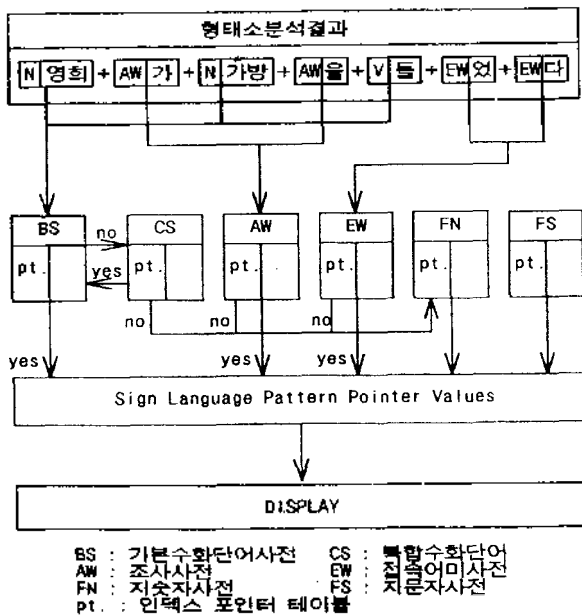 형태소분석결과
N 영희 + AW 가 + N 가방 + AW 을 + V 들 + EW 었 + EW 다
BS no CS AW EW FN FS
pt. yes pt. pt. pt. pt. pt.
no no no
yes yes yes
Sign Language Pattern Pointer Values
DISPLAY
BS : 기본수화단어사전 CS : 복합수화단어
AW : 조사사전 EW : 접속어미사전
FN : 지숫자사전 FS : 지문자사전
pt. : 인덱스 포인터 테이블